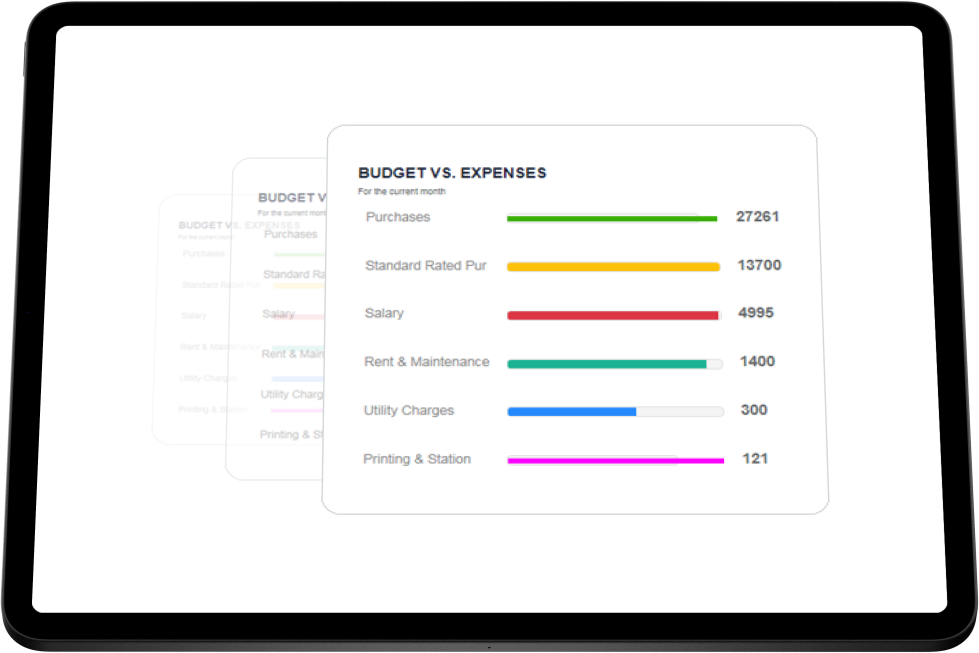 BUDGET VS. EXPENSES
For the current month
Purchases 27261
Standard Rated Pur 13700
Salary 4995
Rent & Maintenance 1400
Utility Charges 300
Printing & Station 121
BUDGET V
For the current mont
Purchases
Standard Ra
Salary
Rent & Main
Utility Charg
Printing & St
BUDGET VS. EXPENSES
For the current month
Purchases
Standard Rated Pur
Salary
Rent & Maintenance
Utility Charges
Printing & Station